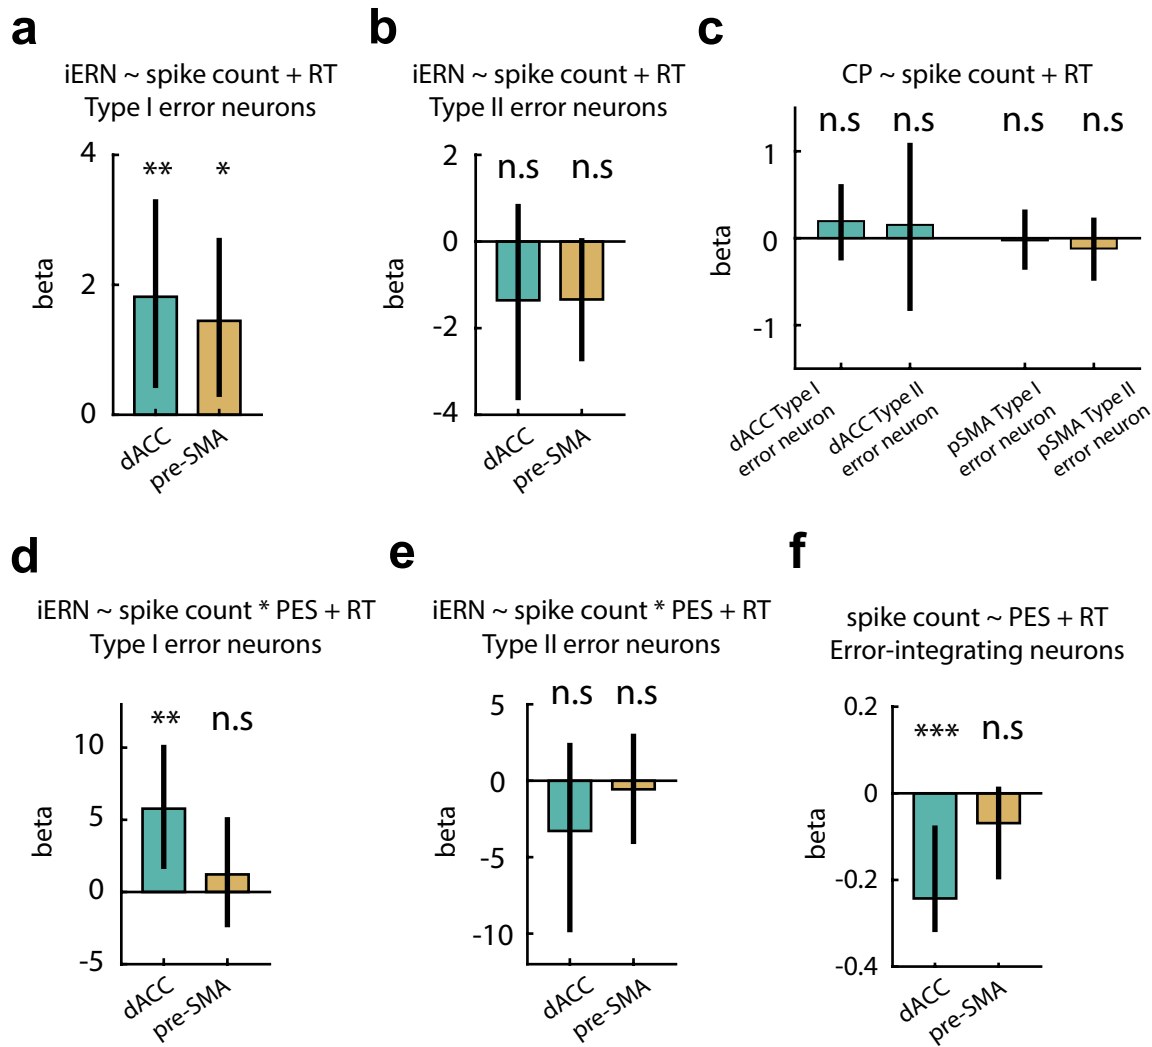 a
iERN ~ spike count + RT
Type I error neurons
4
2
0
beta
**
*
dACC
pre-SMA
b
iERN ~ spike count + RT
Type II error neurons
2
0
-2
-4
beta
n.s
n.s
dACC
pre-SMA
c
CP ~ spike count + RT
1
0
-1
beta
n.s
n.s
n.s
n.s
dACC Type I
error neuron
dACC Type II
error neuron
pSMA Type I
error neuron
pSMA Type II
error neuron
d
iERN ~ spike count * PES + RT
Type I error neurons
10
5
0
-5
beta
**
n.s
dACC
pre-SMA
e
iERN ~ spike count * PES + RT
Type II error neurons
5
0
-5
-10
beta
n.s
n.s
dACC
pre-SMA
f
spike count ~ PES + RT
Error-integrating neurons
0.2
0
-0.2
-0.4
beta
***
n.s
dACC
pre-SMA